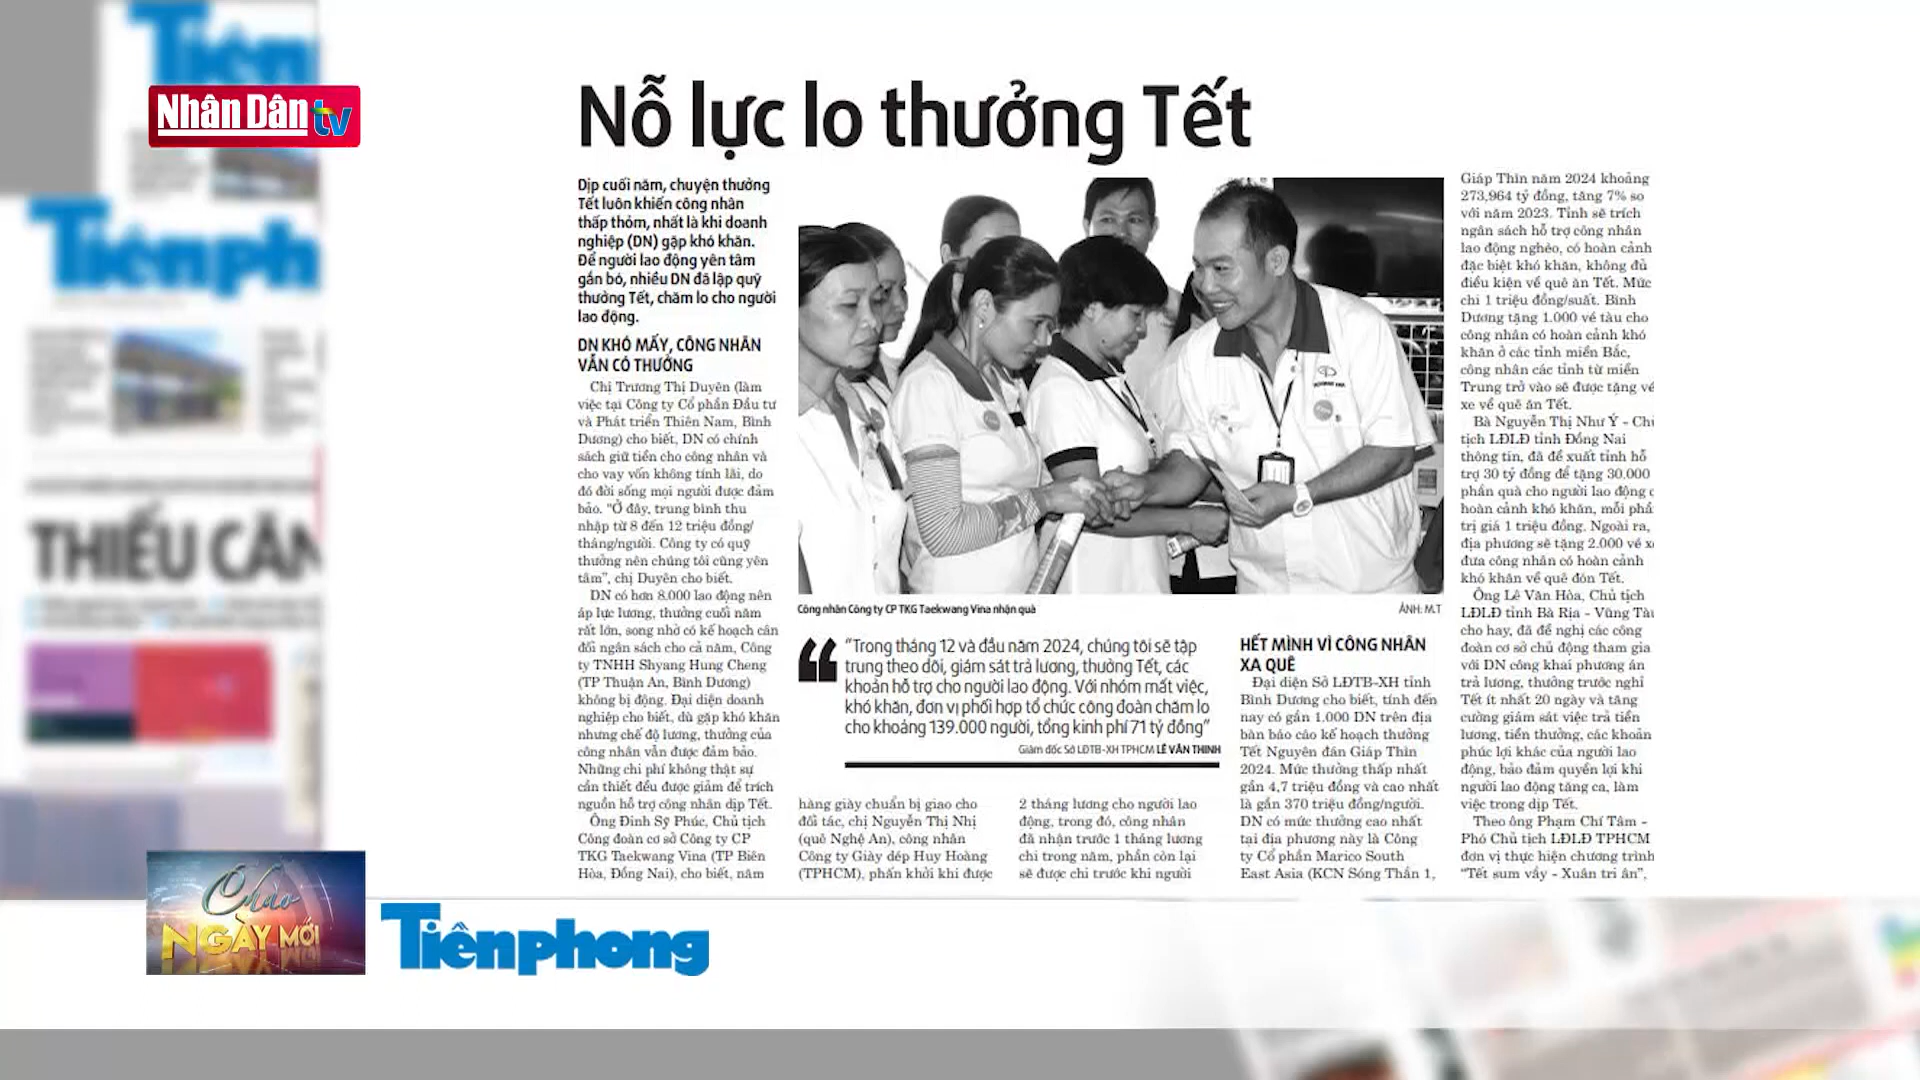 Tiên
Nhân Dân tv
Tiênph
THIẾU CĂN
Nỗ lực lo thưởng Tết
Dịp cuối năm, chuyện thưởng
Tết luôn khiến công nhân
thấp thỏm, nhất là khi doanh
nghiệp (DN) gặp khó khăn.
Để người lao động yên tâm
gắn bó, nhiều DN đã lập quỹ
thưởng Tết, chăm lo cho người
lao động.
DN KHÓ MẤY, CÔNG NHÂN
VẪN CÓ THƯỞNG
Chị Trương Thị Duyên (làm
việc tại Công ty Cổ phần Đầu tư
và Phát triển Thiên Nam, Bình
Dương) cho biết, DN có chính
sách giữ tiền cho công nhân và
cho vay vốn không tính lãi, do
đó đời sống mọi người được đảm
bảo. "Ở đây, trung bình thu
nhập từ 8 đến 12 triệu đồng/
tháng/người. Công ty có quỹ
thưởng nên chúng tôi cũng yên
tâm", chị Duyên cho biết.
DN có hơn 8.000 lao động nên
áp lực lương, thưởng cuối năm
rất lớn, song nhờ có kế hoạch cân
đối ngân sách cho cả năm, Công
ty TNHH Shyang Hung Cheng
(TP Thuận An, Bình Dương)
không bị động. Đại diện doanh
nghiệp cho biết, dù gặp khó khăn
nhưng chế độ lương, thưởng của
công nhân vẫn được đảm bảo.
Những chi phí không thật sự
cần thiết đều được giảm để trích
nguồn hỗ trợ công nhân dịp Tết.
Ông Đinh Sỹ Phúc, Chủ tịch
Công đoàn cơ sở Công ty CP
TKG Taekwang Vina (TP Biên
Hòa, Đồng Nai), cho biết, năm
Công nhân Công ty CP TKG Taekwang Vina nhận quà
ẢNH: M.T
"Trong tháng 12 và đầu năm 2024, chúng tôi sẽ tập
trung theo dõi, giám sát trả lương, thưởng Tết, các
khoản hỗ trợ cho người lao động. Với nhóm mất việc,
khó khăn, đơn vị phối hợp tổ chức công đoàn chăm lo
cho khoảng 139.000 người, tổng kinh phí 71 tỷ đồng"
Giám đốc Sở LĐTB-XH TPHCM LÊ VĂN THINH
hàng giày chuẩn bị giao cho
đối tác, chị Nguyễn Thị Nhị
(quê Nghệ An), công nhân
Công ty Giày dép Huy Hoàng
(TPHCM), phấn khởi khi được
2 tháng lương cho người lao
động, trong đó, công nhân
đã nhận trước 1 tháng lương
chi trong năm, phần còn lại
sẽ được chi trước khi người
HẾT MÌNH VÌ CÔNG NHÂN
XA QUÊ
Đại diện Sở LĐTB-XH tỉnh
Bình Dương cho biết, tính đến
nay có gần 1.000 DN trên địa
bàn báo cáo kế hoạch thưởng
Tết Nguyên đán Giáp Thìn
2024. Mức thưởng thấp nhất
gần 4,7 triệu đồng và cao nhất
là gần 370 triệu đồng/người.
DN có mức thưởng cao nhất
tại địa phương này là Công
ty Cổ phần Marico South
East Asia (KCN Sóng Thần 1,
Giáp Thìn năm 2024 khoảng
273,964 tỷ đồng, tăng 7% so
với năm 2023. Tỉnh sẽ trích
ngân sách hỗ trợ công nhân
lao động nghèo, có hoàn cảnh
đặc biệt khó khăn, không đủ
điều kiện về quê ăn Tết. Mức
chi 1 triệu đồng/suất. Bình
Dương tặng 1.000 vé tàu cho
công nhân có hoàn cảnh khó
khăn ở các tỉnh miền Bắc,
công nhân các tỉnh từ miền
Trung trở vào sẽ được tặng vé
xe về quê ăn Tết.
Bà Nguyễn Thị Như Ý - Chủ
tịch LĐLĐ tỉnh Đồng Nai
thông tin, đã đề xuất tỉnh hỗ
trợ 30 tỷ đồng để tặng 30.000
phần quà cho người lao động c
hoàn cảnh khó khăn, mỗi phầ
trị giá 1 triệu đồng. Ngoài ra,
địa phương sẽ tặng 2.000 vé x
đưa công nhân có hoàn cảnh
khó khăn về quê đón Tết.
Ông Lê Văn Hòa, Chủ tịch
LĐLĐ tỉnh Bà Rịa - Vũng Tàu
cho hay, đã đề nghị các công
đoàn cơ sở chủ động tham gia
với DN công khai phương án
trả lương, thưởng trước nghỉ
Tết ít nhất 20 ngày và tăng
cường giám sát việc trả tiền
lương, tiền thưởng, các khoản
phúc lợi khác của người lao
động, bảo đảm quyền lợi khi
người lao động tăng ca, làm
việc trong dịp Tết.
Theo ông Phạm Chí Tâm -
Phó Chủ tịch LĐLĐ TPHCM
đơn vị thực hiện chương trình
"Tết sum vầy - Xuân tri ân",
Chào
NGÀY MỚI
Tiênphong